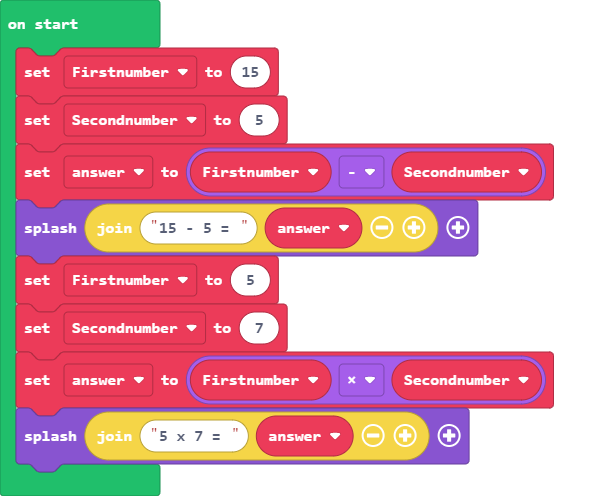 on start
set Firstnumber to 15
set Secondnumber to 5
set answer to Firstnumber - Secondnumber
splash join "15 - 5 = " answer
set Firstnumber to 5
set Secondnumber to 7
set answer to Firstnumber × Secondnumber
splash join "5 x 7 = " answer